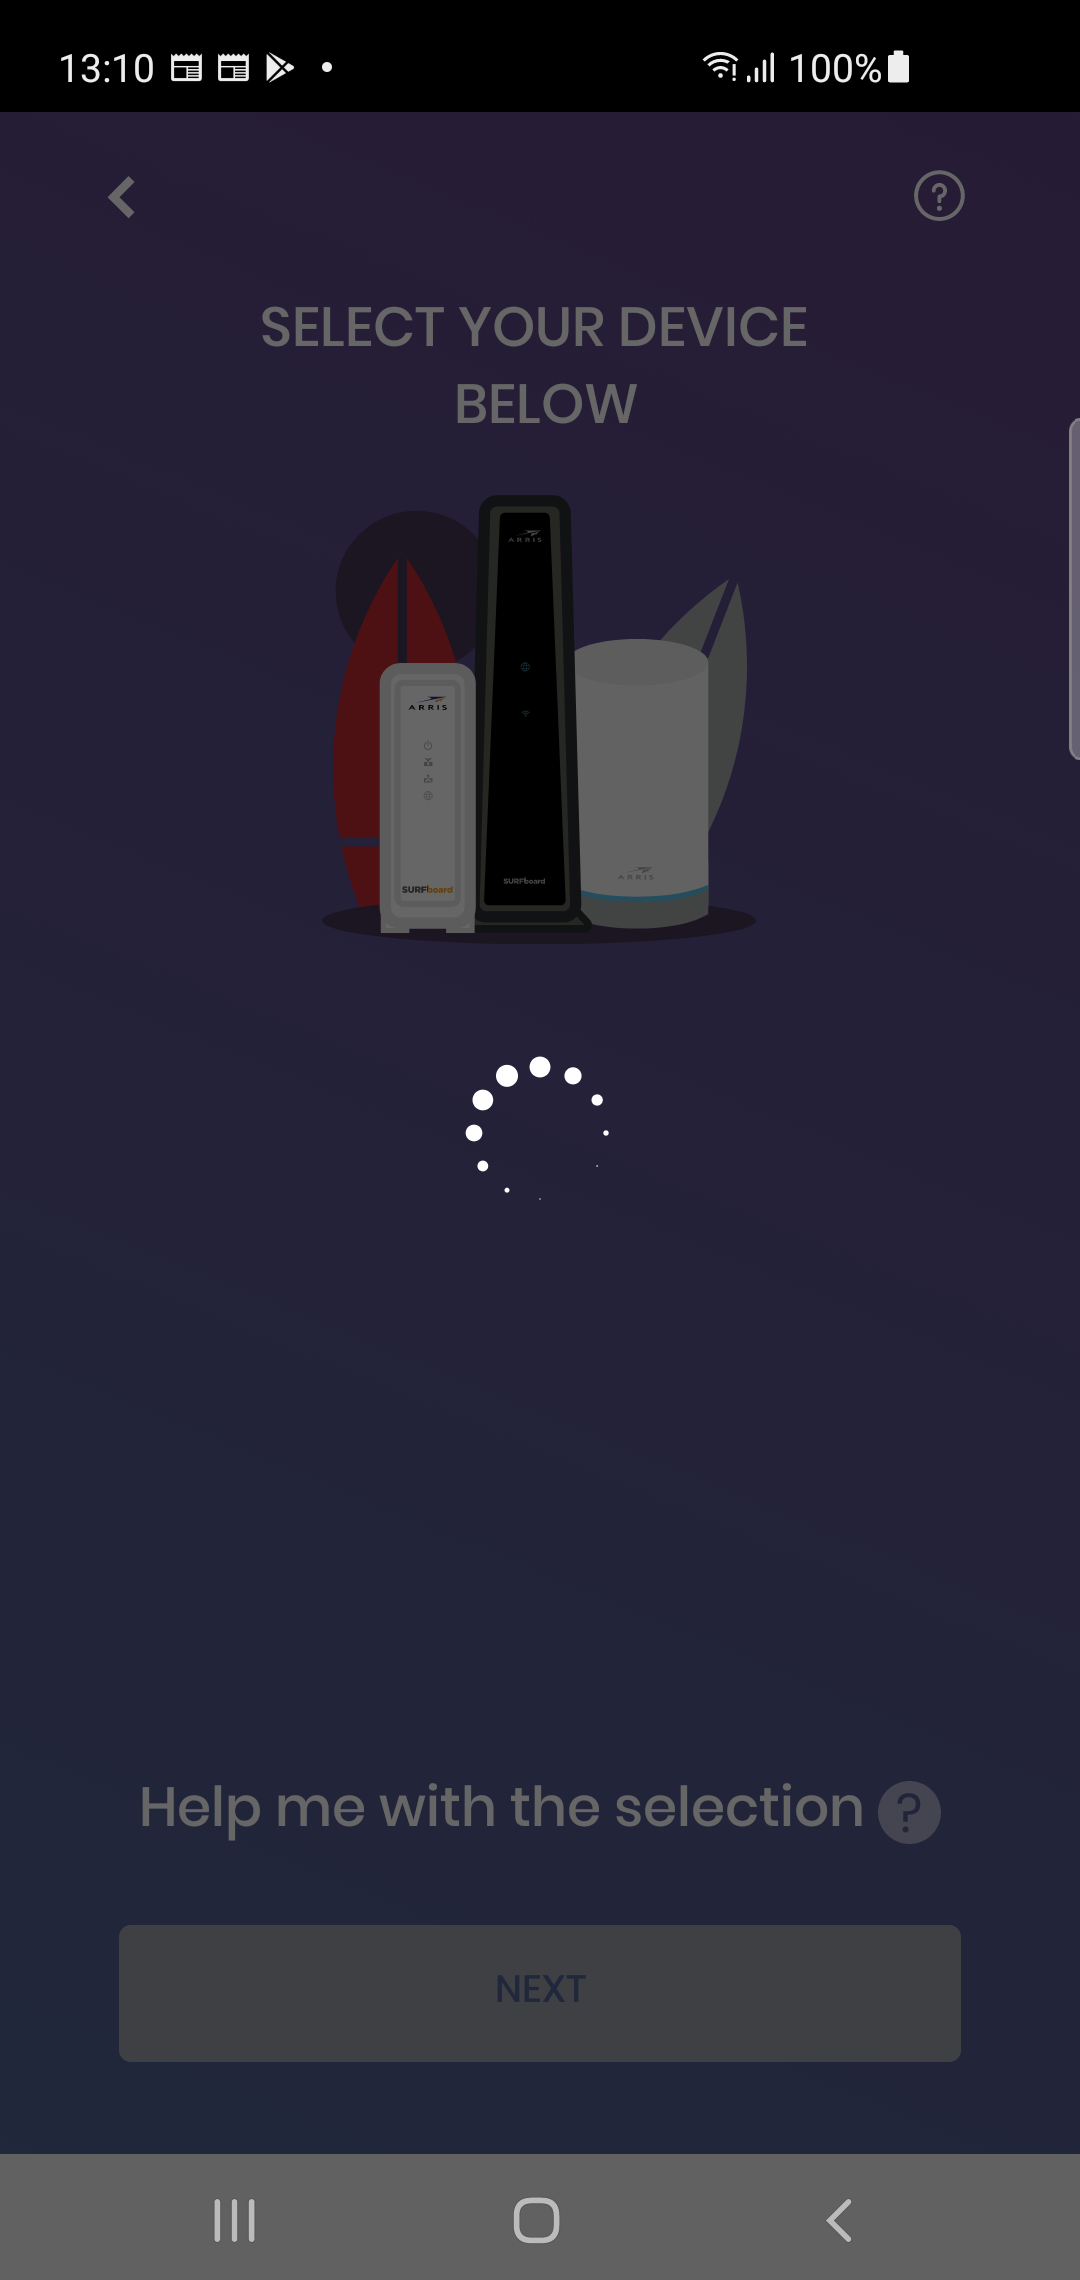 13:10
100%
SELECT YOUR DEVICE
BELOW
ARRIS
ARRIS
ARRIS
SURFboard
SURFboard
Help me with the selection ?
NEXT